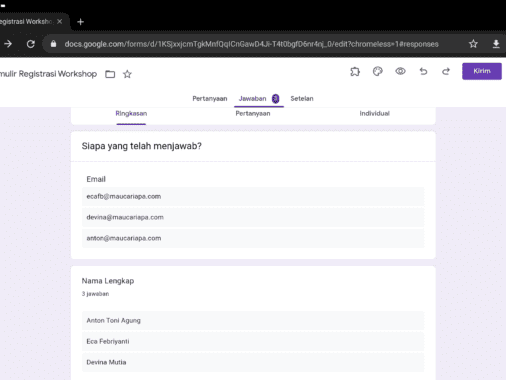 egistrasi Worksho
docs.google.com/forms/d/1KSjxxjcmTgkMnfQqICnGawD4Ji-T4t0bgfD6nr4nj_0/edit?chromeless=1#responses
mulir Registrasi Workshop
Kirim
Pertanyaan Jawaban Setelan
Ringkasan Pertanyaan Individual
Siapa yang telah menjawab?
Email
ecafb@maucariapa.com
devina@maucariapa.com
anton@maucariapa.com
Nama Lengkap
3 jawaban
Anton Toni Agung
Eca Febriyanti
Devina Mutia